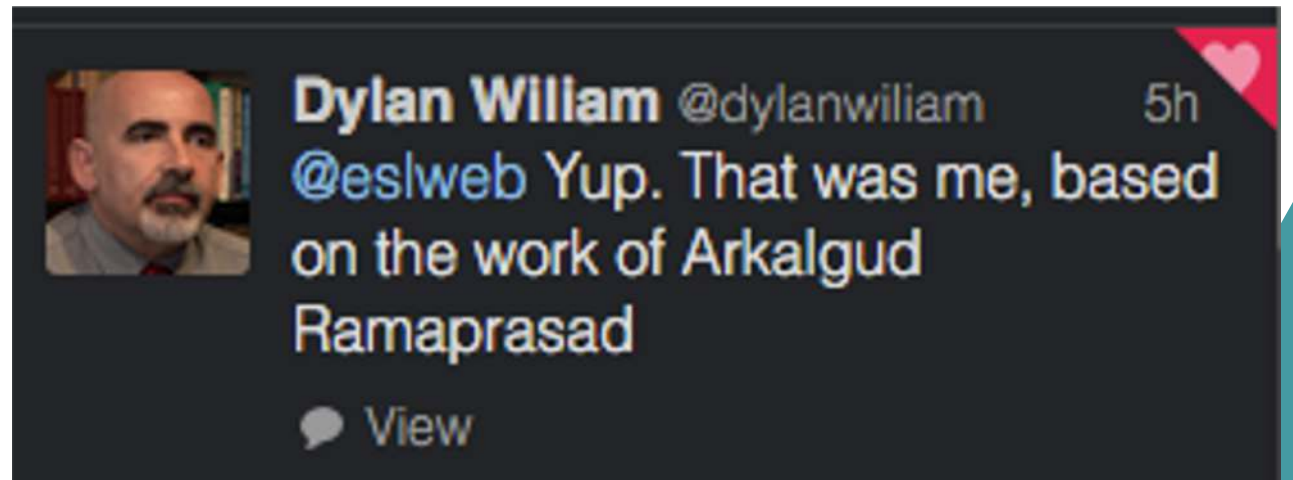 Dylan Wiliam @dylanwiliam 5h
@eslweb Yup. That was me, based
on the work of Arkalgud
Ramaprasad
View